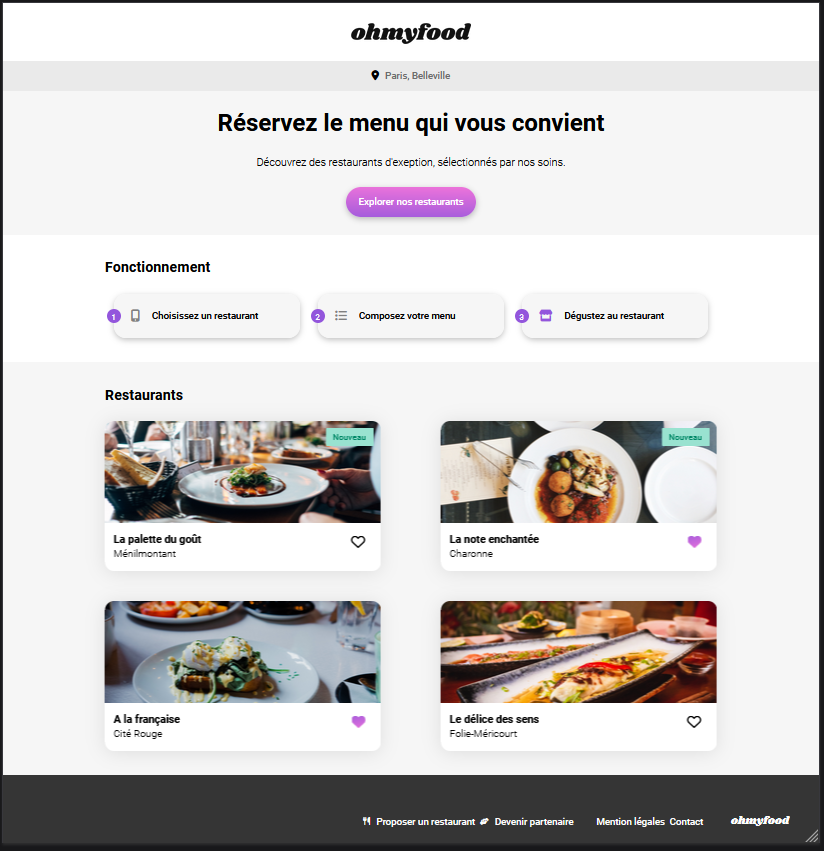 ohmyfood
Paris, Belleville
Réservez le menu qui vous convient
Découvrez des restaurants d'exeption, sélectionnés par nos soins.
Explorer nos restaurants
Fonctionnement
1 Choisissez un restaurant
2 Composez votre menu
3 Dégustez au restaurant
Restaurants
Nouveau
La palette du goût
Ménilmontant
Nouveau
La note enchantée
Charonne
A la française
Cité Rouge
Le délice des sens
Folie-Méricourt
Proposer un restaurant Devenir partenaire Mention légales Contact ohmyfood